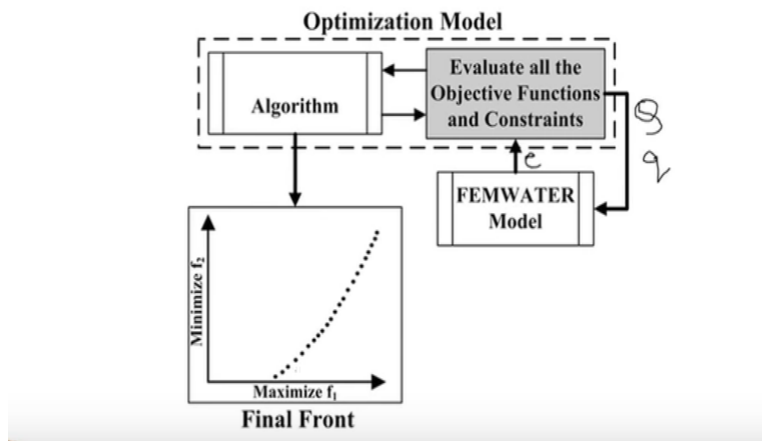 Optimization Model
Algorithm
Evaluate all the
Objective Functions
and Constraints
e
q
FEMWATER
Model
Minimize f₂
Maximize f₁
Final Front